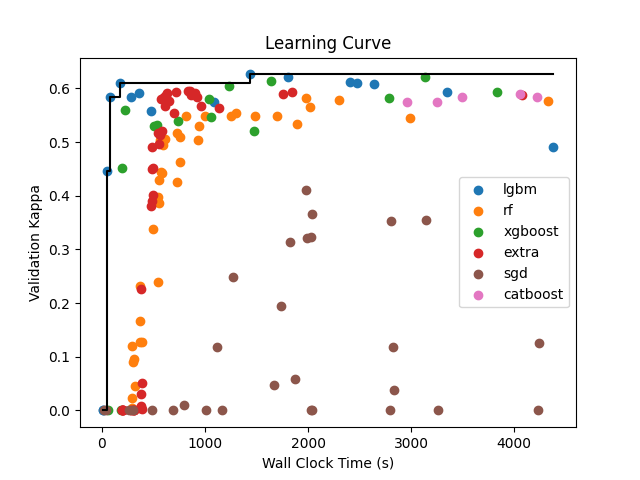 Learning Curve
Validation Kappa
0.6
0.5
0.4
0.3
0.2
0.1
0.0
lgbm
rf
xgboost
extra
sgd
catboost
0 1000 2000 3000 4000
Wall Clock Time (s)